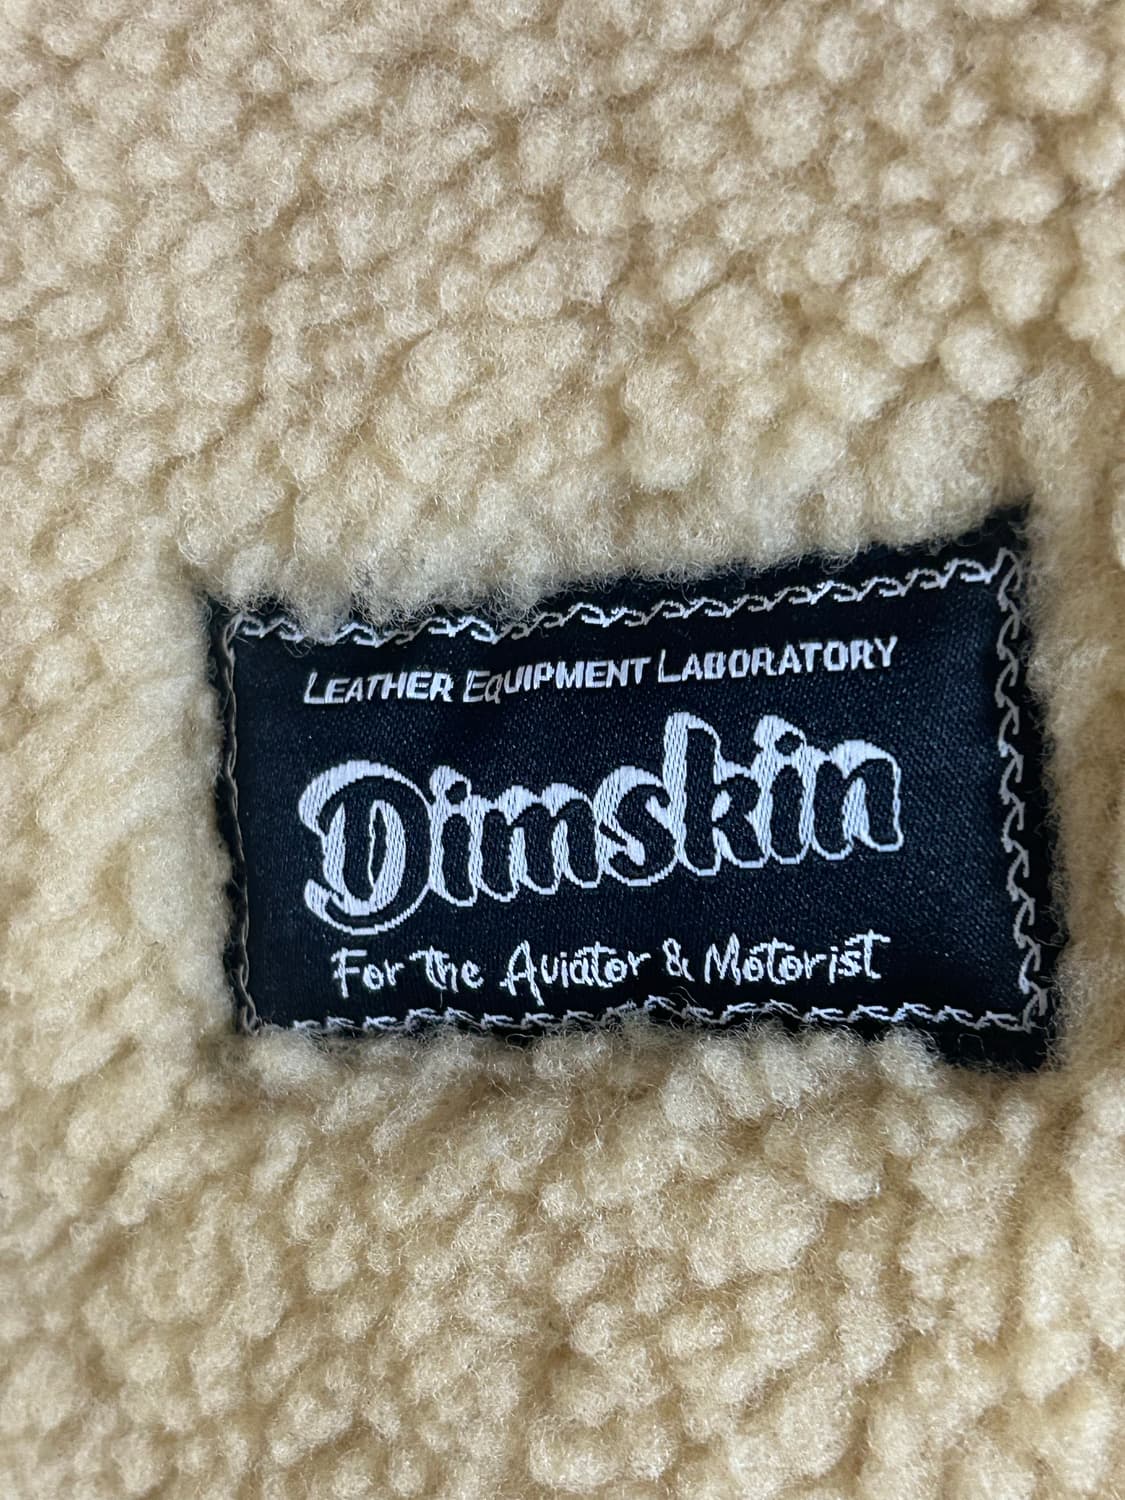 LEATHER EQUIPMENT LABORATORY
Dimskin
For the Aviator & Motorist